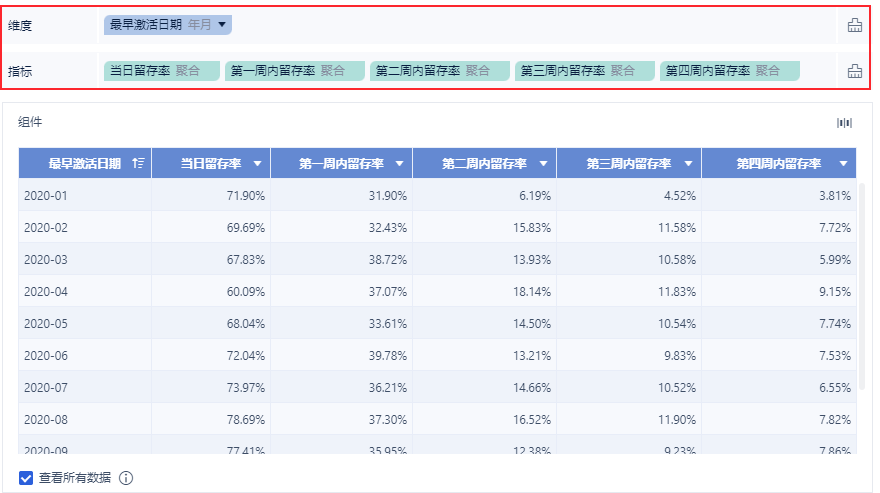 维度 最早激活日期 年月
指标 当日留存率 聚合 第一周内留存率 聚合 第二周内留存率 聚合 第三周内留存率 聚合 第四周内留存率 聚合
组件
最早激活日期 当日留存率 第一周内留存率 第二周内留存率 第三周内留存率 第四周内留存率
2020-01 71.90% 31.90% 6.19% 4.52% 3.81%
2020-02 69.69% 32.43% 15.83% 11.58% 7.72%
2020-03 67.83% 38.72% 13.93% 10.58% 5.99%
2020-04 60.09% 37.07% 18.14% 11.83% 9.15%
2020-05 68.04% 33.61% 14.50% 10.54% 7.74%
2020-06 72.04% 39.78% 13.21% 9.83% 7.53%
2020-07 73.97% 36.21% 14.66% 10.52% 6.55%
2020-08 78.69% 37.30% 16.52% 11.90% 7.82%
2020-09 77.41% 35.95% 12.38% 9.23% 7.86%
查看所有数据